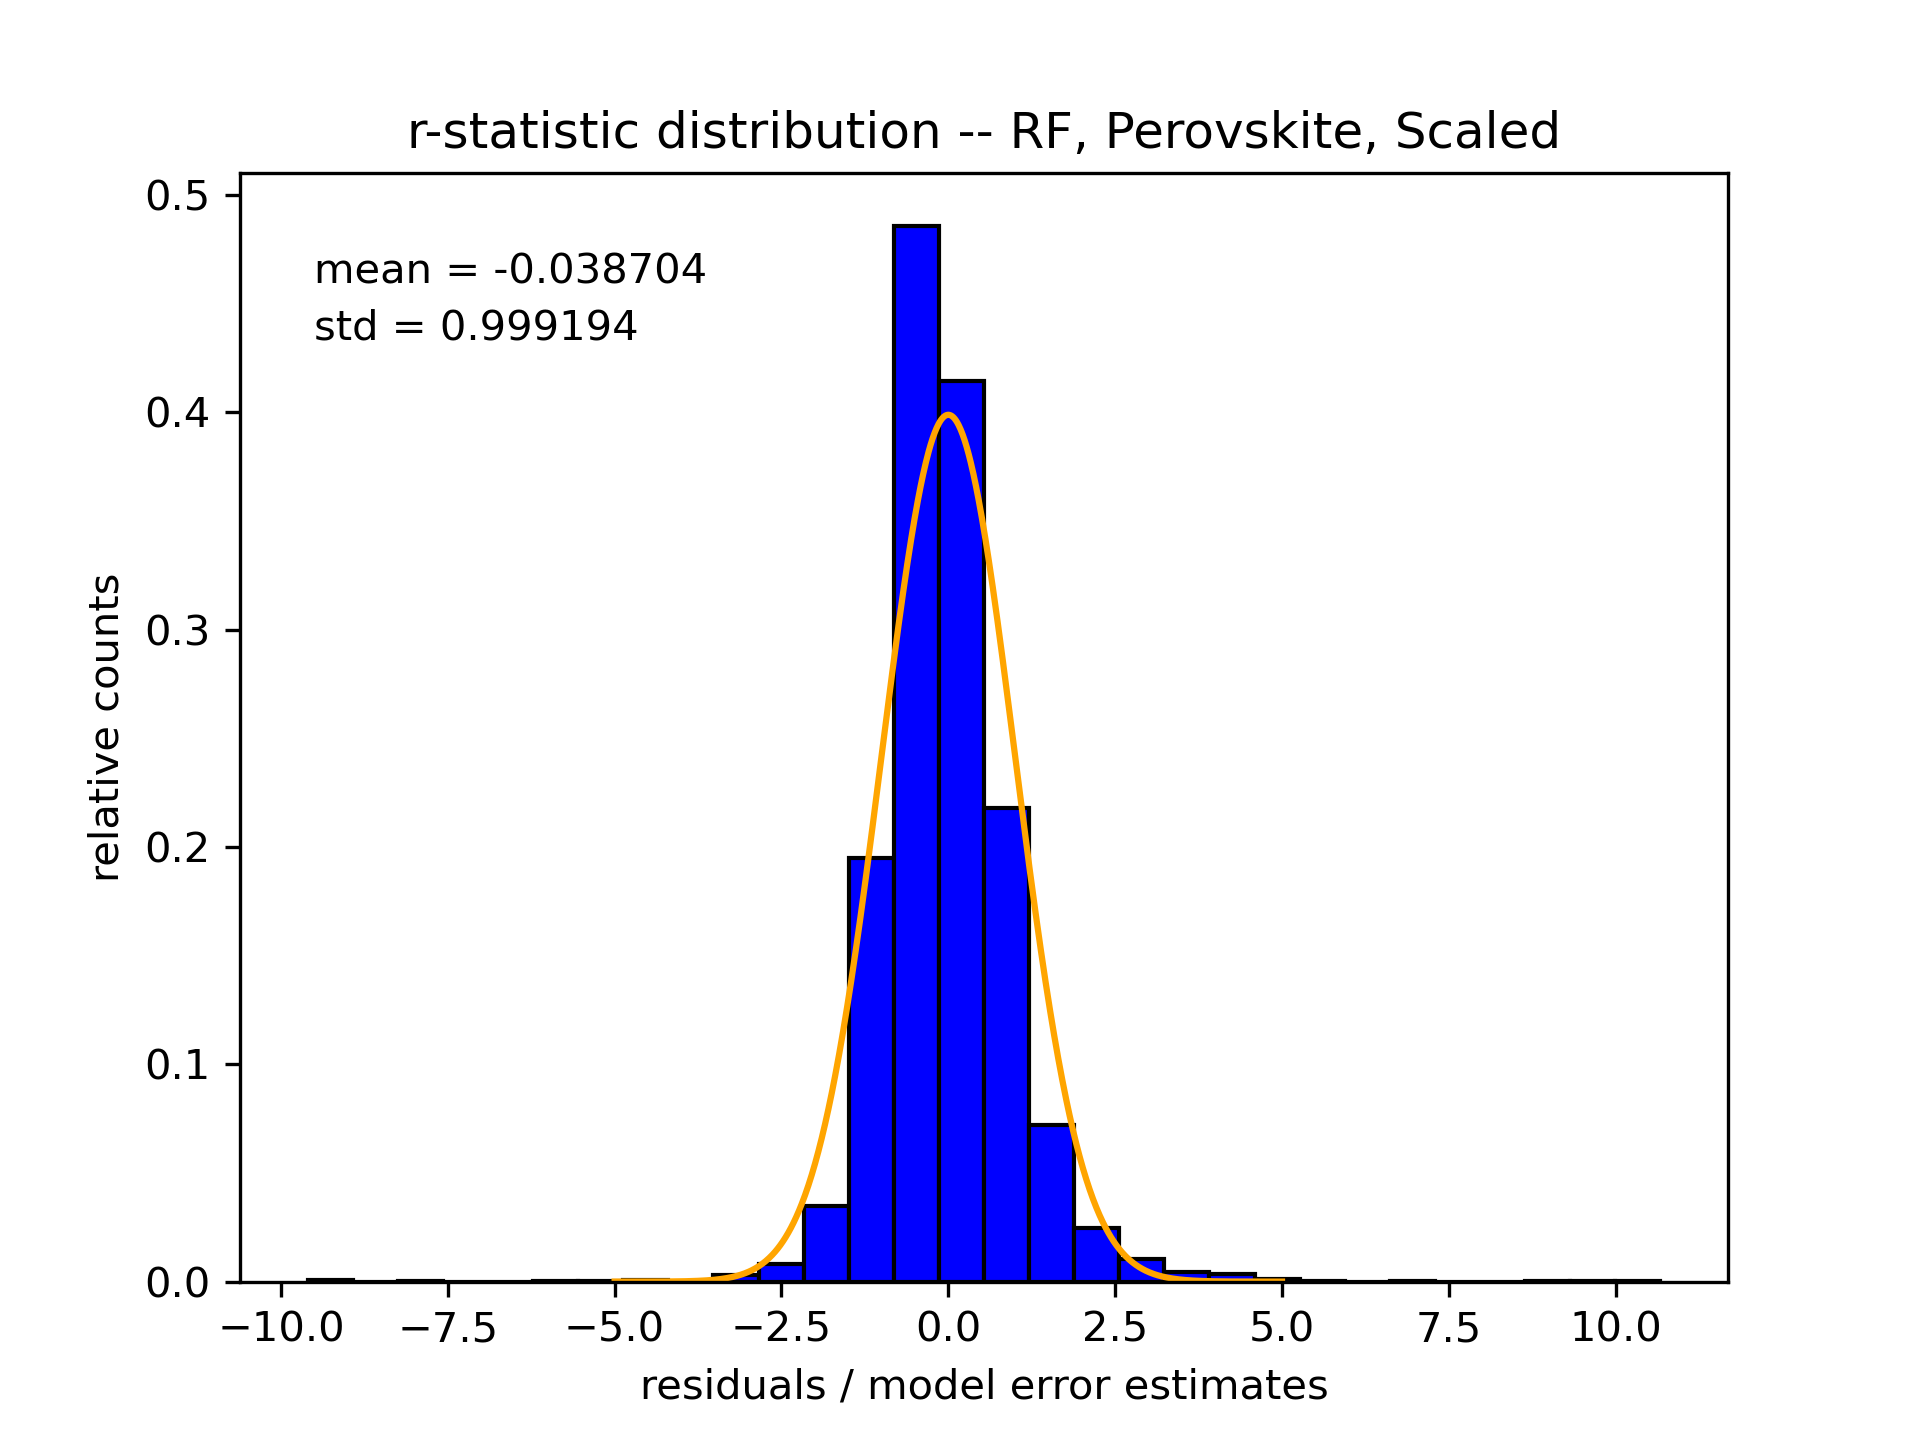 r-statistic distribution -- RF, Perovskite, Scaled
mean = -0.038704
std = 0.999194
relative counts
0.5
0.4
0.3
0.2
0.1
0.0
−10.0 −7.5 −5.0 −2.5 0.0 2.5 5.0 7.5 10.0
residuals / model error estimates